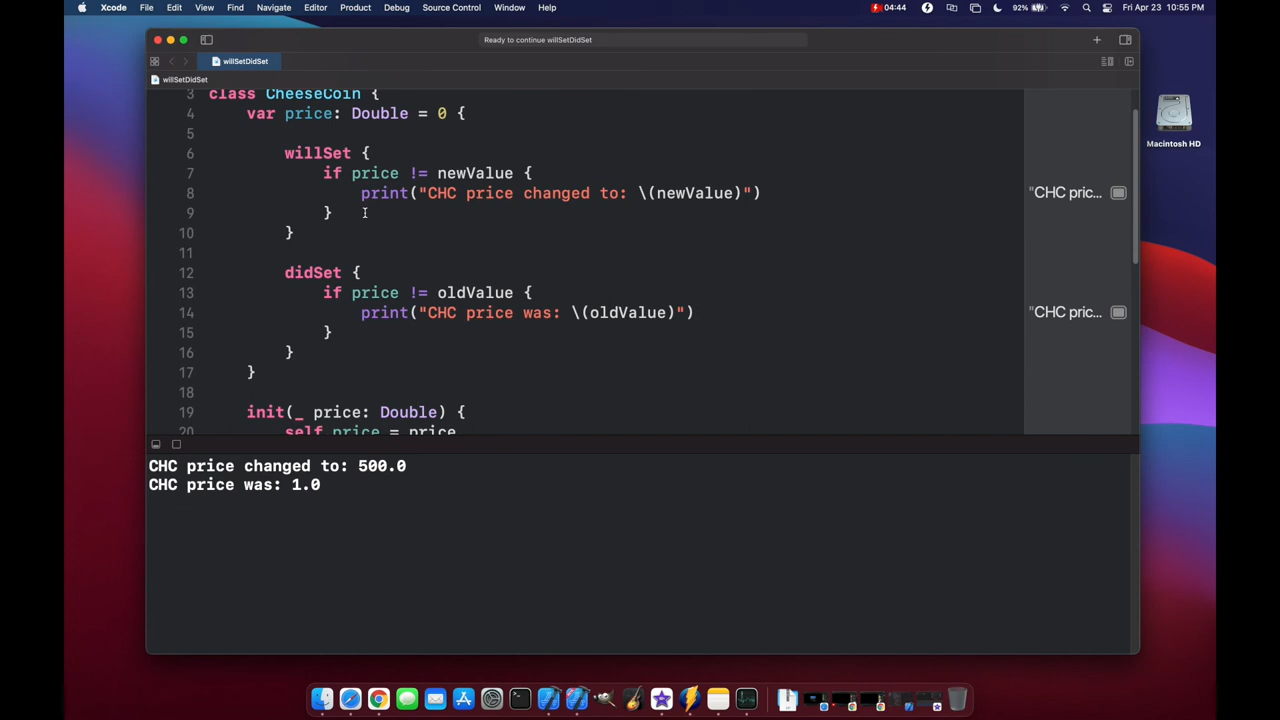 Xcode File Edit View Find Navigate Editor Product Debug Source Control Window Help 04:44 92% Fri Apr 23 10:55 PM
Ready to continue willSetDidSet
willSetDidSet
willSetDidSet
Macintosh HD
3 class CheeseCoin {
4 var price: Double = 0 {
5
6 willSet {
7 if price != newValue {
8 print("CHC price changed to: \(newValue)") "CHC pric...
9 }
10 }
11
12 didSet {
13 if price != oldValue {
14 print("CHC price was: \(oldValue)") "CHC pric...
15 }
16 }
17 }
18
19 init(_ price: Double) {
20 self.price = price
CHC price changed to: 500.0
CHC price was: 1.0